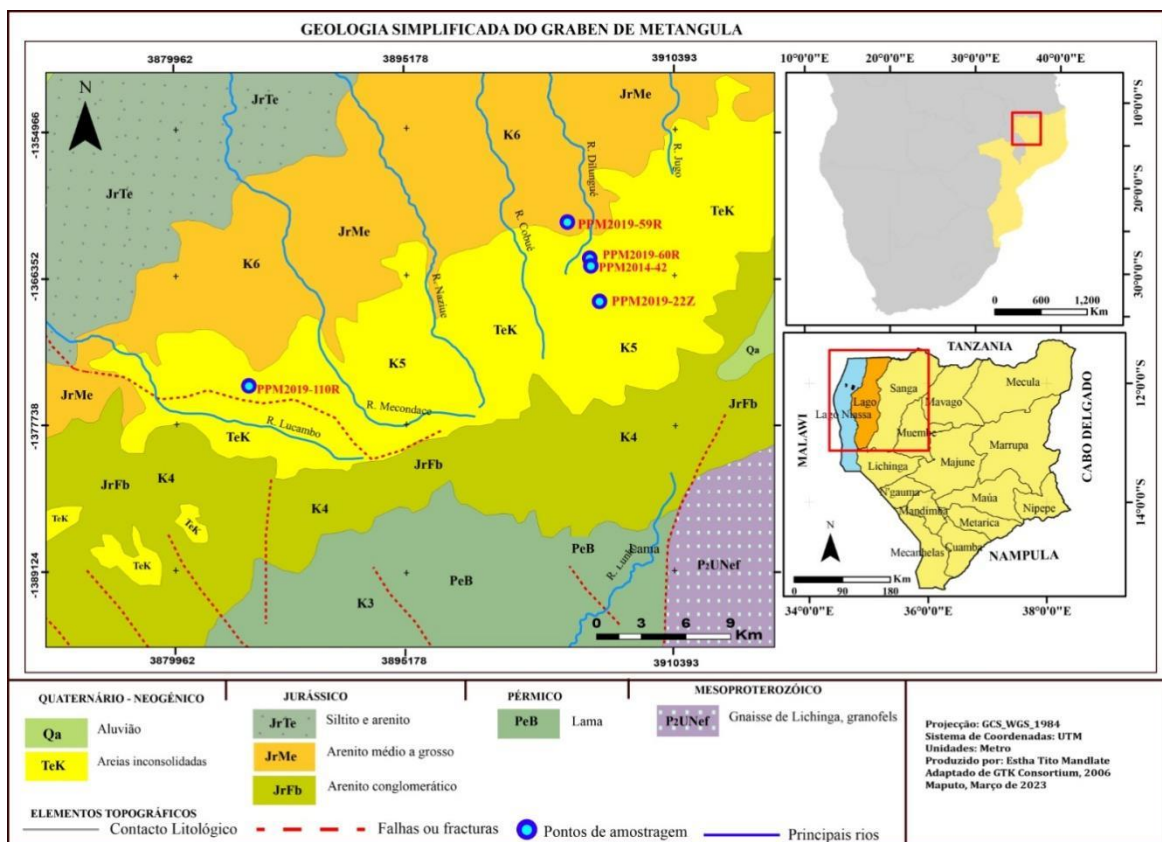 GEOLOGIA SIMPLIFICADA DO GRABEN DE METANGULA
3879962
3895178
3910393
N
-1354966
-1366352
-1377738
-1389124
JrTe
JrTe
JrMe
JrMe
K6
K6
JrMe
R. Dilungué
R. Jugo
TeK
PPM2019-59R
PPM2019-60R
PPM2014-42
PPM2019-22Z
R. Cobué
R. Naziue
TeK
K5
K5
Qa
PPM2019-110R
R. Mecondace
R. Lucambo
JrMe
TeK
JrFb
K4
JrFb
K4
JrFb
K4
TeK
TeK
TeK
PeB
Lama
PeB
K3
P2UNef
0 3 6 9
Km
3879962
3895178
3910393
10°0'0"E 20°0'0"E 30°0'0"E 40°0'0"E
10°0'0"S
20°0'0"S
30°0'0"S
0 600 1,200
Km
TANZANIA
MALAWI
CABO DELGADO
NAMPULA
Lago Niassa
Lago
Sanga
Mavago
Mecula
Muembe
Marrupa
Lichinga
Majune
N'gauma
Maúa
Nipepe
Mandimba
Metarica
Mecanhelas
Cuamba
12°0'0"S
14°0'0"S
N
0 90 180
Km
34°0'0"E 36°0'0"E 38°0'0"E
QUATERNÁRIO - NEOGÉNICO
Qa Aluvião
TeK Areias inconsolidadas
JURÁSSICO
JrTe Siltito e arenito
JrMe Arenito médio a grosso
JrFb Arenito conglomerático
PÉRMICO
PeB Lama
MESOPROTEROZÓICO
P2UNef Gnaisse de Lichinga, granofels
ELEMENTOS TOPOGRÁFICOS
Contacto Litológico
Falhas ou fracturas
Pontos de amostragem
Principais rios
Projecção: GCS_WGS_1984
Sistema de Coordenadas: UTM
Unidades: Metro
Produzido por: Estha Tito Mandlate
Adaptado de GTK Consortium, 2006
Maputo, Março de 2023